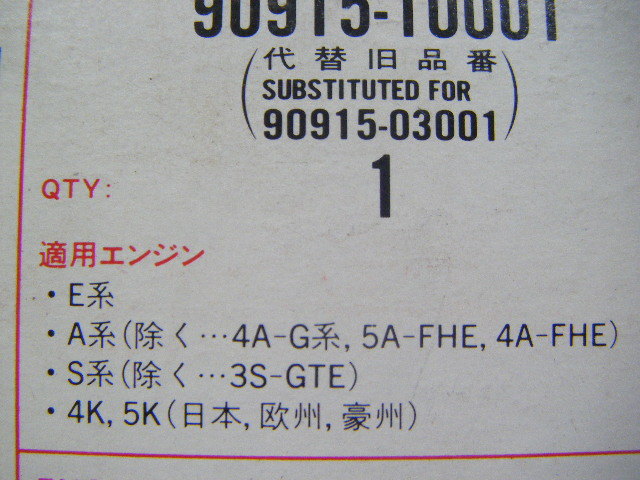 90915-10001
(代替旧品番
SUBSTITUTED FOR
90915-03001)
QTY: 1
適用エンジン
・E系
・A系(除く…4A-G系, 5A-FHE, 4A-FHE)
・S系(除く…3S-GTE)
・4K, 5K(日本, 欧州, 豪州)